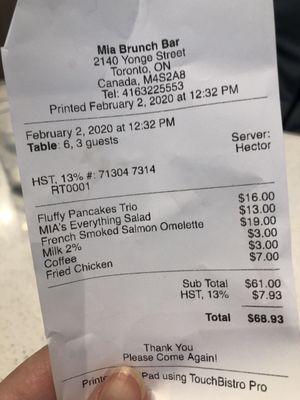 Mia Brunch Bar
2140 Yonge Street
Toronto, ON
Canada, M4S2A8
Tel: 4163225553
Printed February 2, 2020 at 12:32 PM
February 2, 2020 at 12:32 PM
Table: 6, 3 guests
Server:
Hector
HST, 13% #: 71304 7314
RT0001
Fluffy Pancakes Trio $16.00
MIA's Everything Salad $13.00
French Smoked Salmon Omelette $19.00
Milk 2% $3.00
Coffee $3.00
Fried Chicken $7.00
Sub Total $61.00
HST, 13% $7.93
Total $68.93
Thank You
Please Come Again!
Pad using TouchBistro Pro